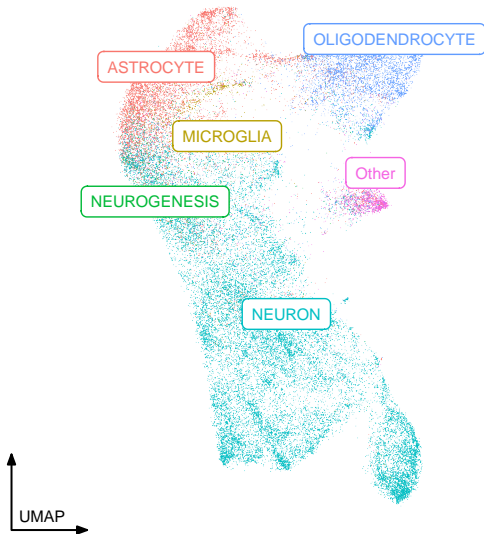 OLIGODENDROCYTE
ASTROCYTE
MICROGLIA
Other
NEUROGENESIS
NEURON
UMAP